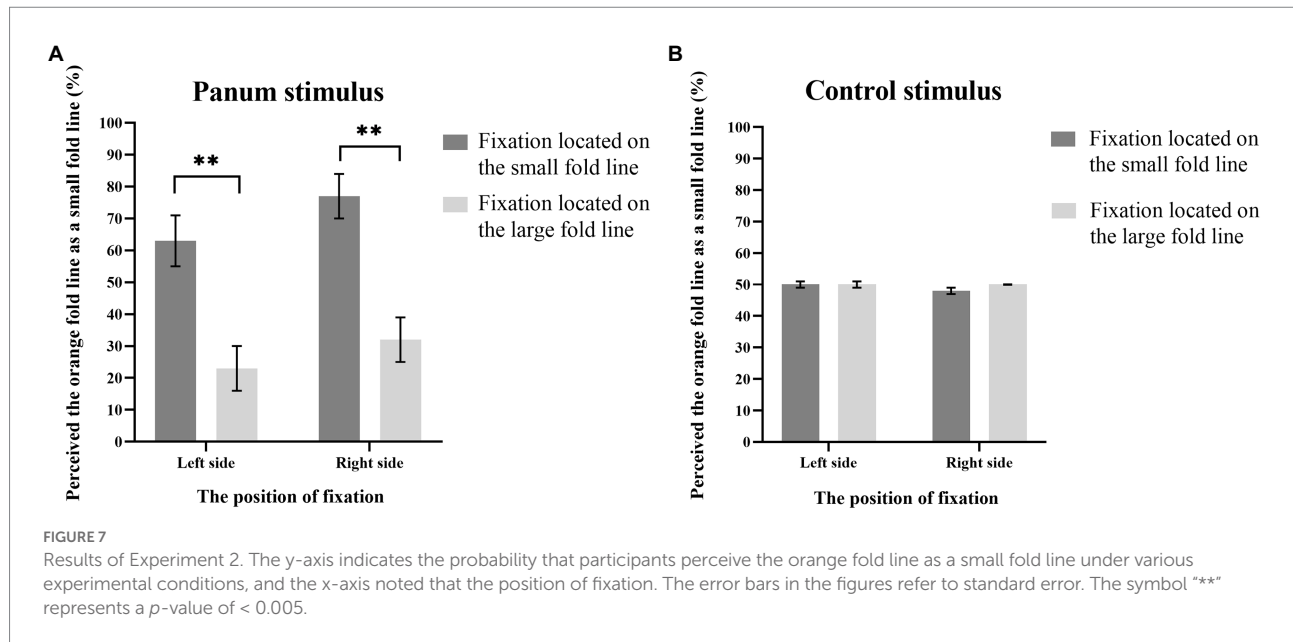 A
Panum stimulus
Perceived the orange fold line as a small fold line (%)
100
90
80
70
60
50
40
30
20
10
0
**
**
Left side
Right side
The position of fixation
Fixation located on
the small fold line
Fixation located on
the large fold line
B
Control stimulus
Perceived the orange fold line as a small fold line (%)
100
90
80
70
60
50
40
30
20
10
0
Left side
Right side
The position of fixation
Fixation located on
the small fold line
Fixation located on
the large fold line
FIGURE 7
Results of Experiment 2. The y-axis indicates the probability that participants perceive the orange fold line as a small fold line under various
experimental conditions, and the x-axis noted that the position of fixation. The error bars in the figures refer to standard error. The symbol “**”
represents a p-value of < 0.005.